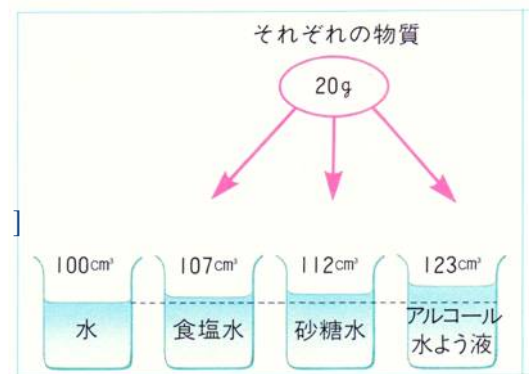 それぞれの物質
20g
]
100cm³ 107cm³ 112cm³ 123cm³
水 食塩水 砂糖水 アルコール
水よう液